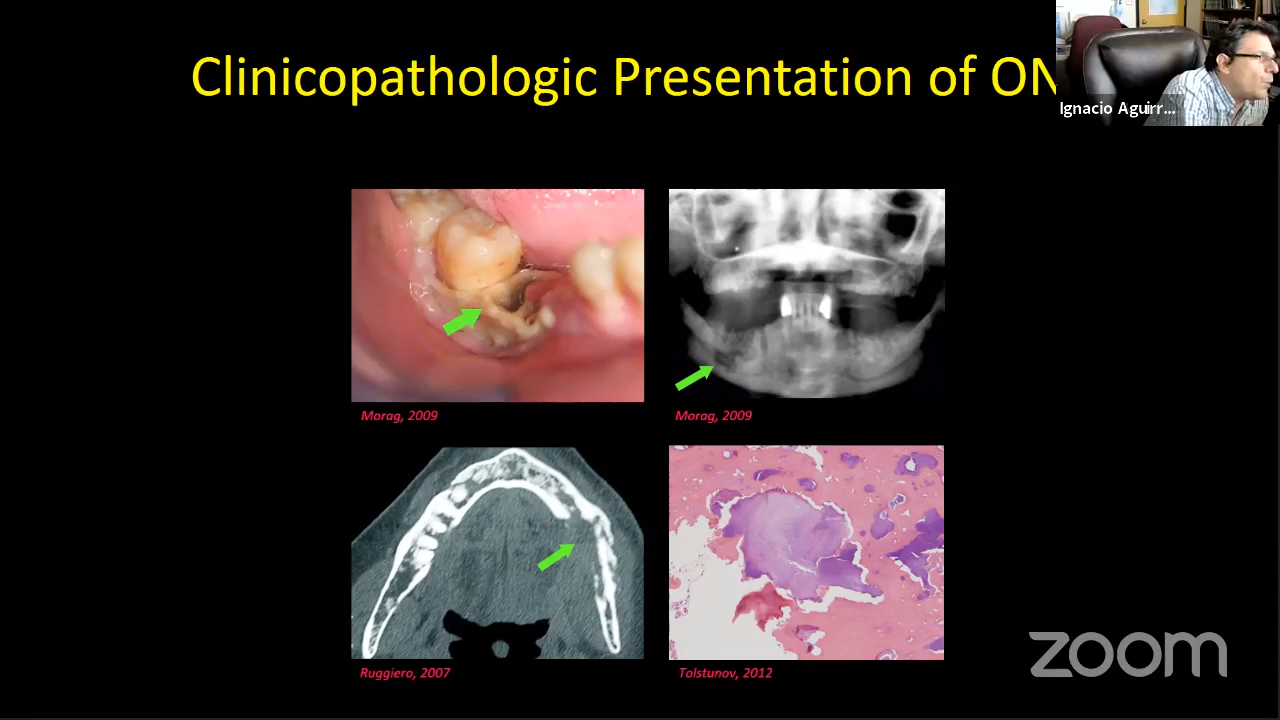 Clinicopathologic Presentation of ON
Ignacio Aguirr...
Morag, 2009
Morag, 2009
Ruggiero, 2007
Tolstunov, 2012
zoom